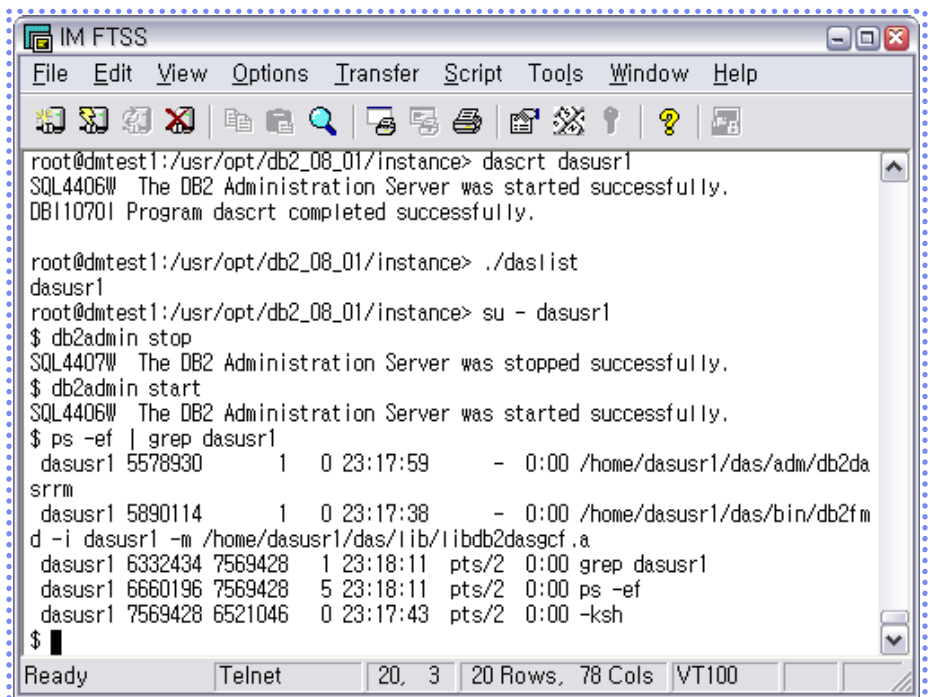 IM FTSS
File Edit View Options Transfer Script Tools Window Help
root@dmtest1:/usr/opt/db2_08_01/instance> dascrt dasusr1
SQL4406W  The DB2 Administration Server was started successfully.
DBI1070I Program dascrt completed successfully.
root@dmtest1:/usr/opt/db2_08_01/instance> ./daslist
dasusr1
root@dmtest1:/usr/opt/db2_08_01/instance> su - dasusr1
$ db2admin stop
SQL4407W  The DB2 Administration Server was stopped successfully.
$ db2admin start
SQL4406W  The DB2 Administration Server was started successfully.
$ ps -ef | grep dasusr1
 dasusr1 5578930       1   0 23:17:59      -  0:00 /home/dasusr1/das/adm/db2da
srrm
 dasusr1 5890114       1   0 23:17:38      -  0:00 /home/dasusr1/das/bin/db2fm
d -i dasusr1 -m /home/dasusr1/das/lib/libdb2dasgcf.a
 dasusr1 6332434 7569428   1 23:18:11  pts/2  0:00 grep dasusr1
 dasusr1 6660196 7569428   5 23:18:11  pts/2  0:00 ps -ef
 dasusr1 7569428 6521046   0 23:17:43  pts/2  0:00 -ksh
$
Ready Telnet 20, 3 20 Rows, 78 Cols VT100